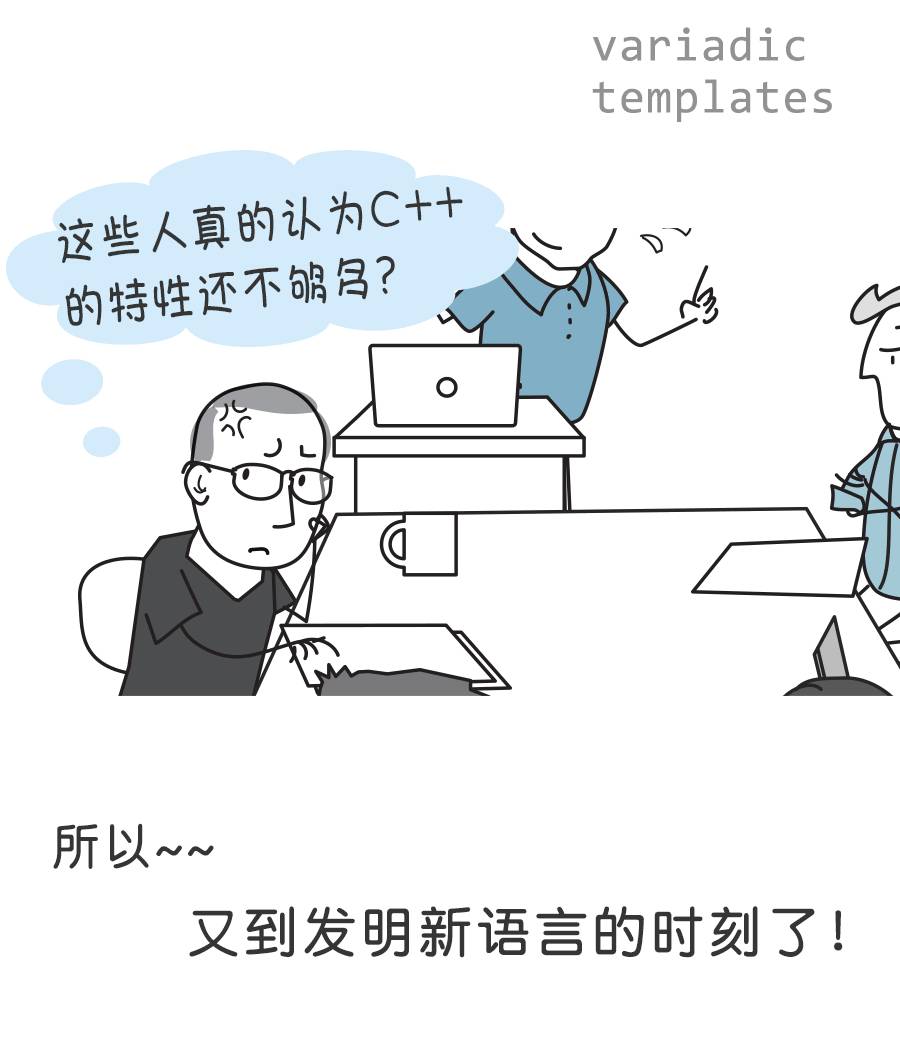 variadic
templates
这些人真的认为C++
的特性还不够多?
所以~~
又到发明新语言的时刻了!